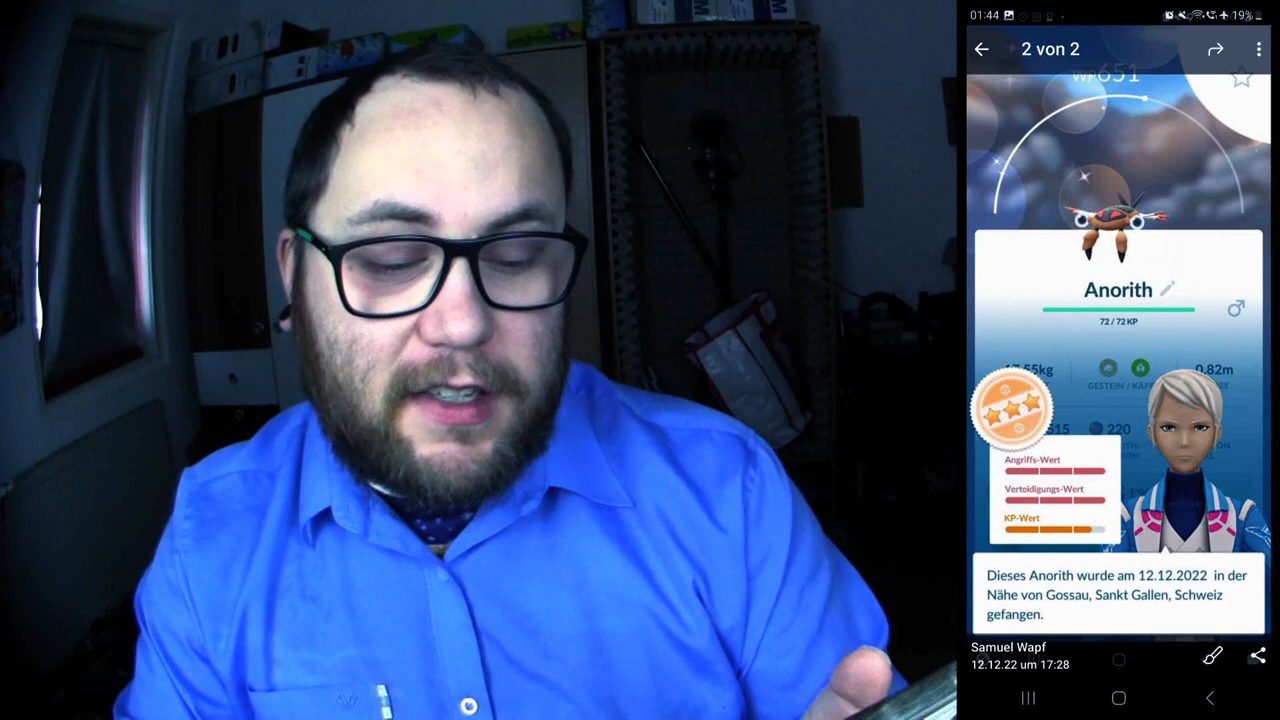 01:44
19%
2 von 2
WP651
Anorith
72 / 72 KP
0.82m
GESTEIN / KÄFER
220
Angriffs-Wert
Verteidigungs-Wert
KP-Wert
Dieses Anorith wurde am 12.12.2022 in der
Nähe von Gossau, Sankt Gallen, Schweiz
gefangen.
Samuel Wapf
12.12.22 um 17:28